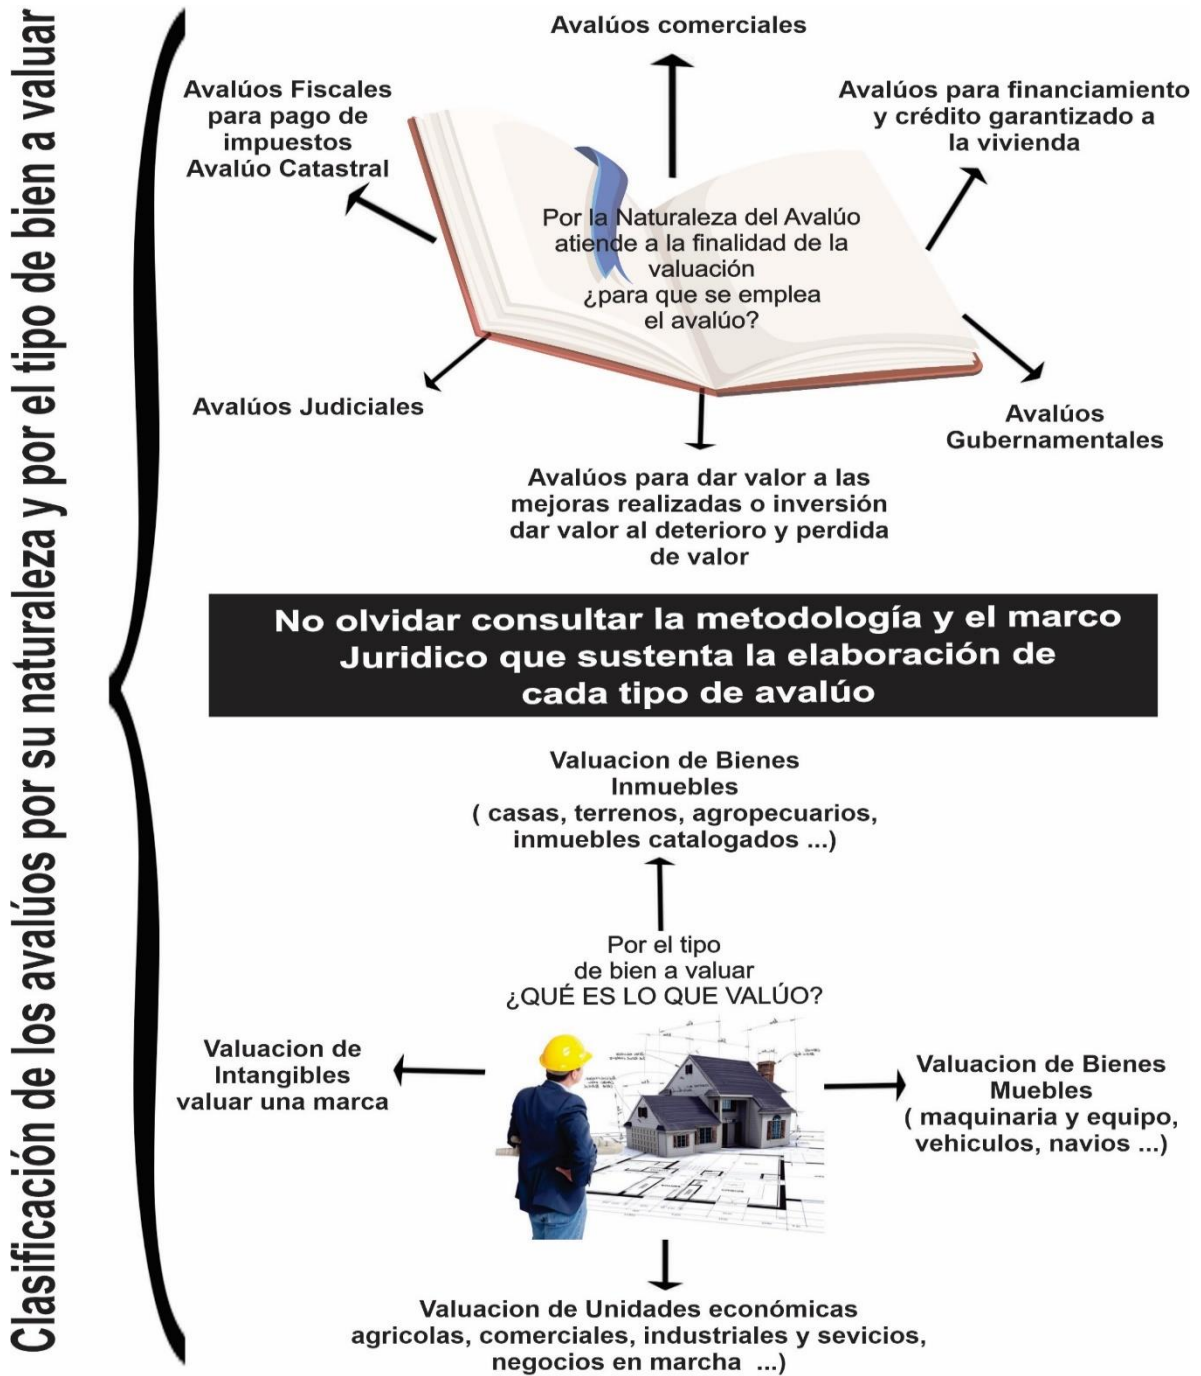 Clasificación de los avalúos por su naturaleza y por el tipo de bien a valuar
Avalúos comerciales
Avalúos Fiscales
para pago de
impuestos
Avalúo Catastral
Avalúos para financiamiento
y crédito garantizado a
la vivienda
Por la Naturaleza del Avalúo
atiende a la finalidad de la
valuación
¿para que se emplea
el avalúo?
Avalúos Judiciales
Avalúos
Gubernamentales
Avalúos para dar valor a las
mejoras realizadas o inversión
dar valor al deterioro y perdida
de valor
No olvidar consultar la metodología y el marco
Juridico que sustenta la elaboración de
cada tipo de avalúo
Valuacion de Bienes
Inmuebles
( casas, terrenos, agropecuarios,
inmuebles catalogados ...)
Por el tipo
de bien a valuar
¿QUÉ ES LO QUE VALÚO?
Valuacion de
Intangibles
valuar una marca
Valuacion de Bienes
Muebles
( maquinaria y equipo,
vehiculos, navios ...)
Valuacion de Unidades económicas
agricolas, comerciales, industriales y sevicios,
negocios en marcha ...)